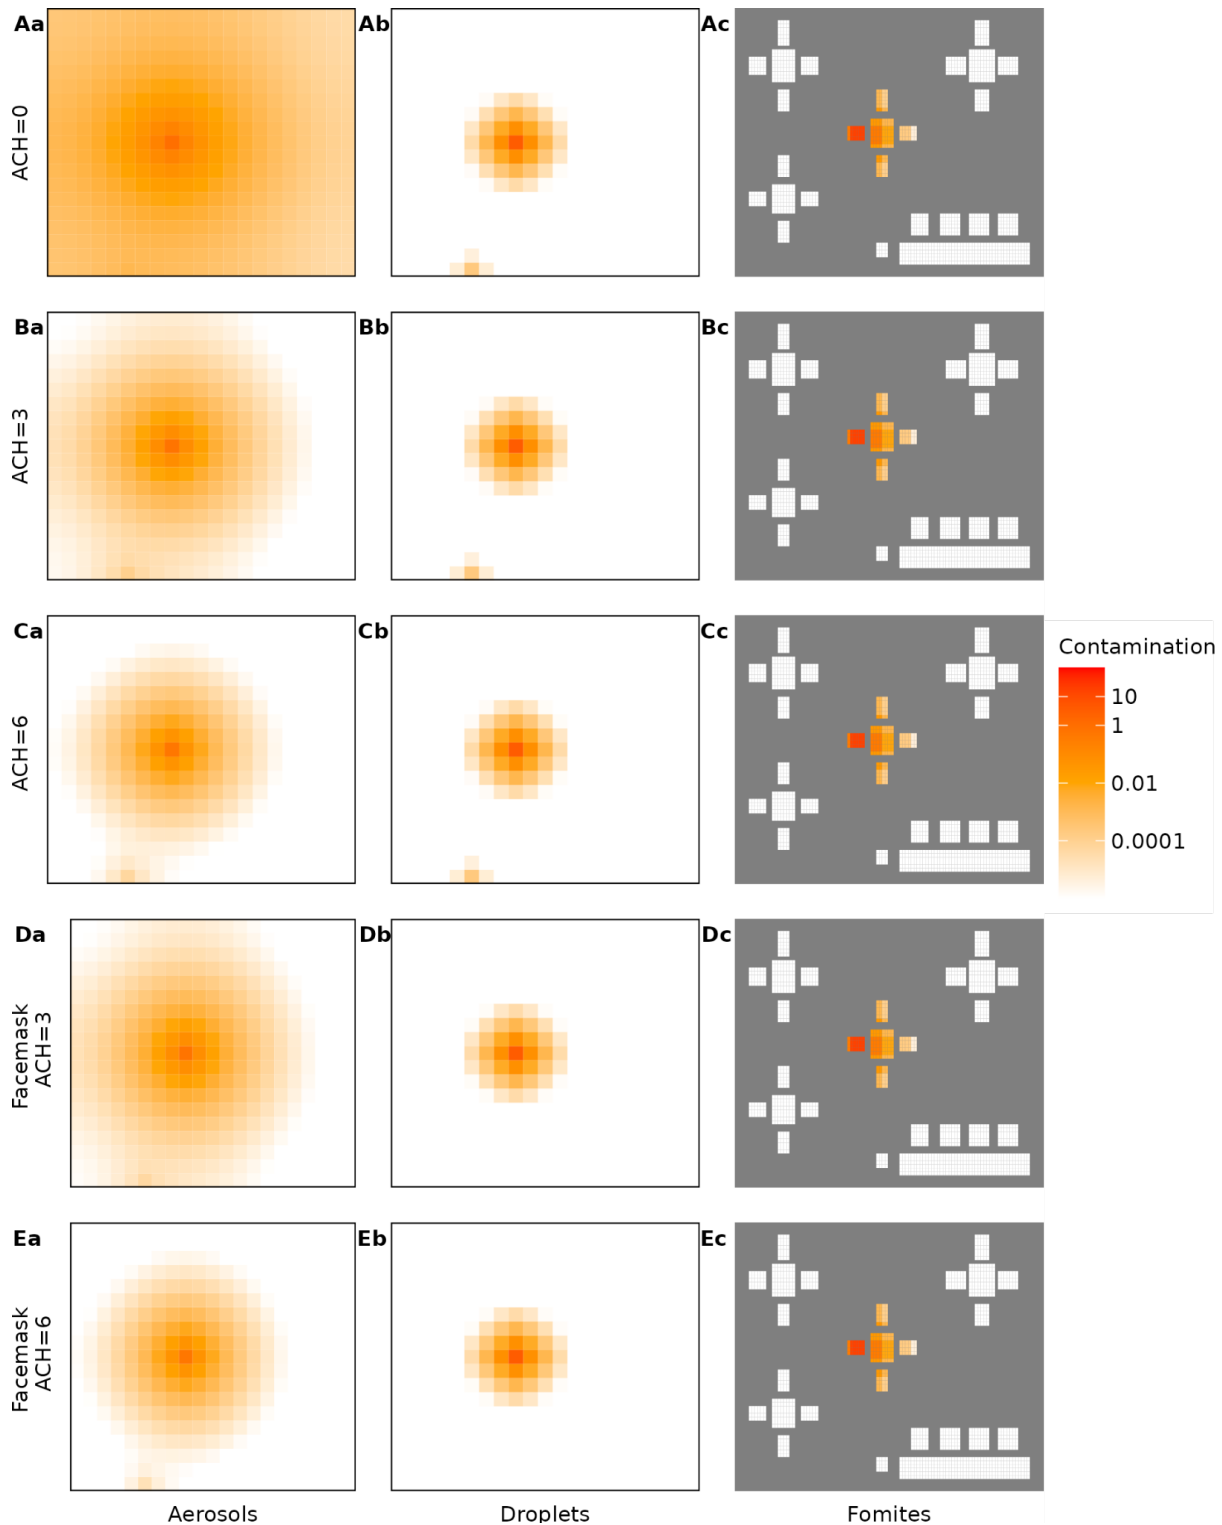 Aa
Ab
Ac
ACH=0
Ba
Bb
Bc
ACH=3
Ca
Cb
Cc
ACH=6
Contamination
10
1
0.01
0.0001
Da
Db
Dc
Facemask
ACH=3
Ea
Eb
Ec
Facemask
ACH=6
Aerosols
Droplets
Fomites